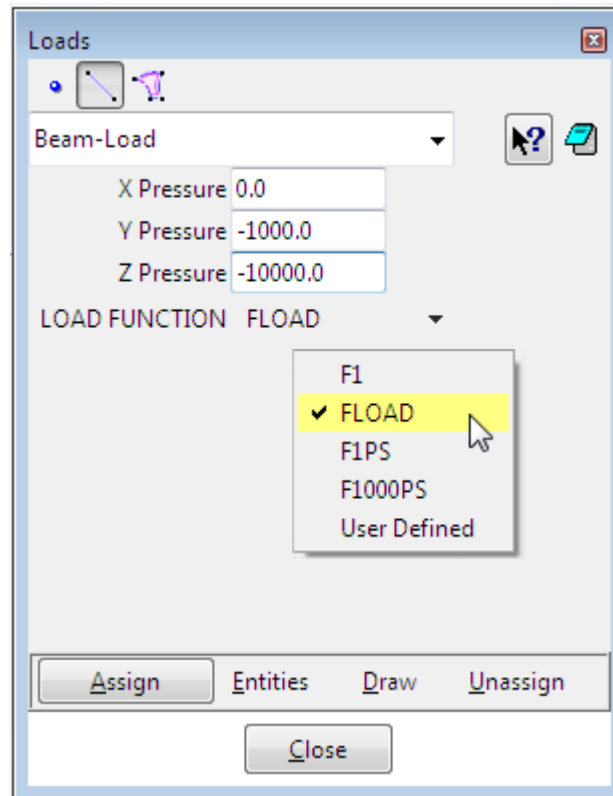 Loads
Beam-Load
?
X Pressure 0.0
Y Pressure -1000.0
Z Pressure -10000.0
LOAD FUNCTION FLOAD
F1
✔ FLOAD
F1PS
F1000PS
User Defined
Assign Entities Draw Unassign
Close